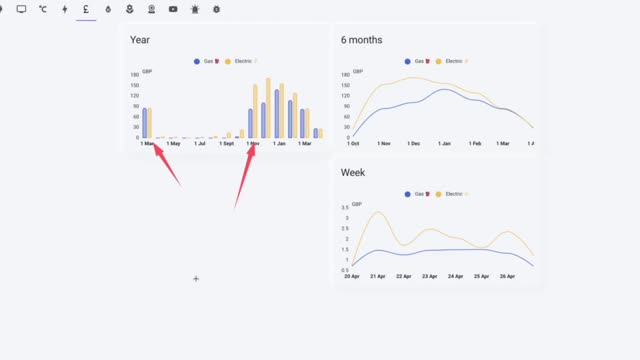 °C £
Year
Gas Electric
GBP
180
150
120
90
60
30
0
1 Mar 1 May 1 Jul 1 Sept 1 Nov 1 Jan 1 Mar
6 months
Gas Electric
GBP
180
150
120
90
60
30
0
1 Oct 1 Nov 1 Dec 1 Jan 1 Feb 1 Mar
Week
Gas Electric
GBP
3.5
3
2.5
2
1.5
1
0.5
20 Apr 21 Apr 22 Apr 23 Apr 24 Apr 25 Apr 26 Apr